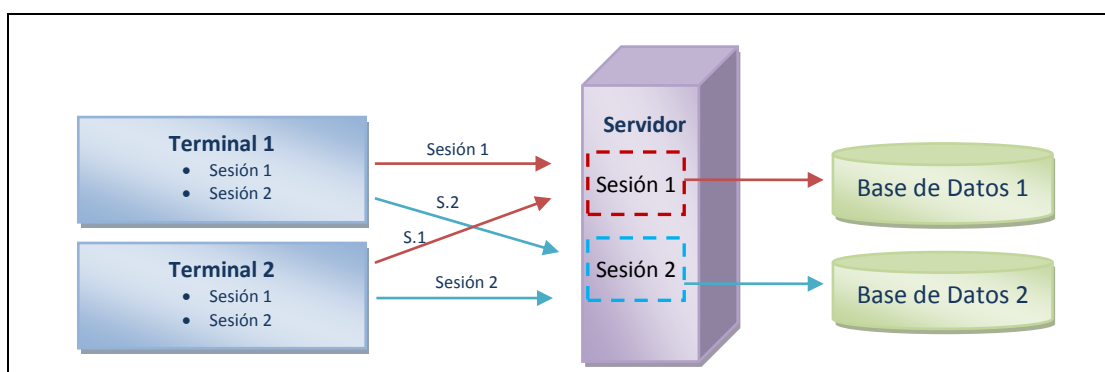 Terminal 1
• Sesión 1
• Sesión 2
Terminal 2
• Sesión 1
• Sesión 2
Sesión 1
S.2
S.1
Sesión 2
Servidor
Sesión 1
Sesión 2
Base de Datos 1
Base de Datos 2